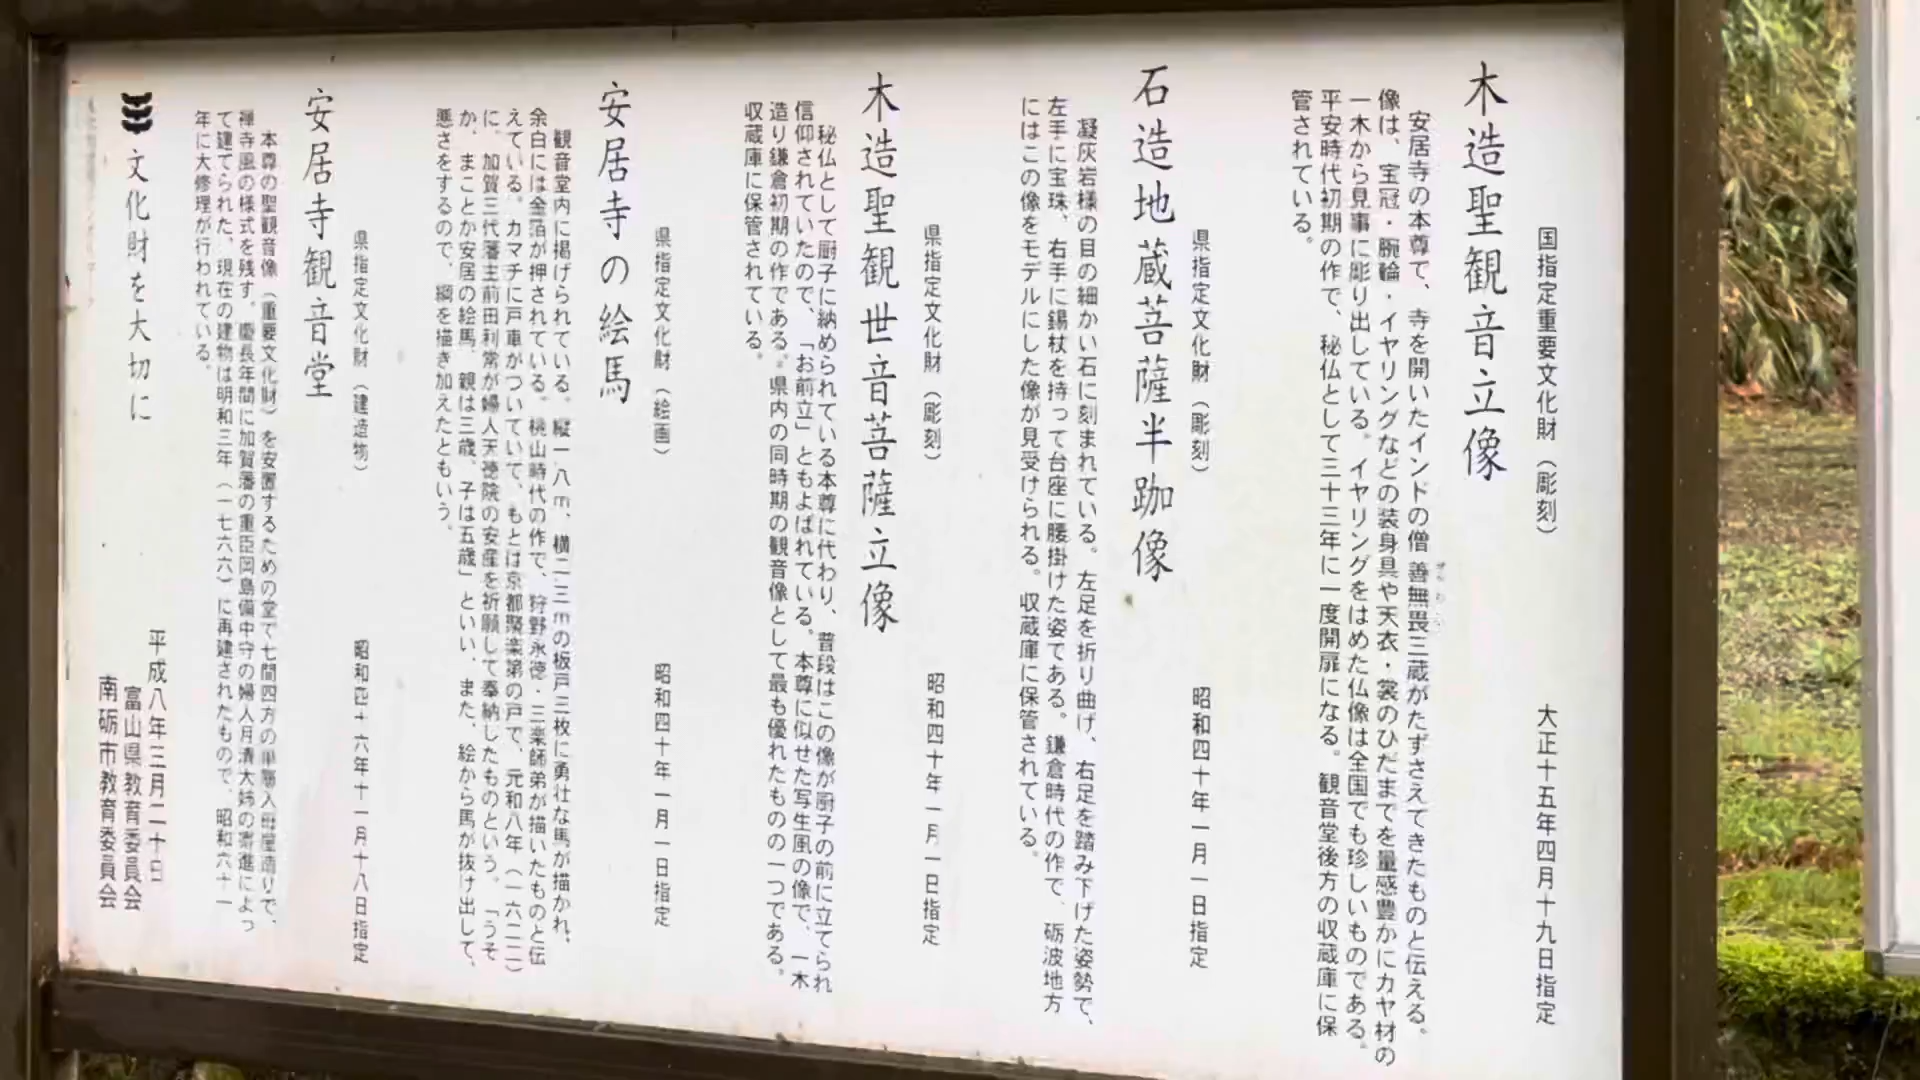 国指定重要文化財（彫刻）　大正十五年四月十九日指定
木造聖観音立像
安居寺の本尊で、寺を開いたインドの僧善無畏三蔵がたずさえてきたものと伝える。
像は、宝冠・腕輪・イヤリングなどの装身具や天衣・裳のひだまでを量感豊かにカヤ材の
一木から見事に彫り出している。イヤリングをはめた仏像は全国でも珍しいものである。
平安時代初期の作で、秘仏として三十三年に一度開扉になる。観音堂後方の収蔵庫に保
管されている。
県指定文化財（彫刻）　昭和四十年一月一日指定
石造地蔵菩薩半跏像
凝灰岩様の目の細かい石に刻まれている。左足を折り曲げ、右足を踏み下げた姿勢で、
左手に宝珠、右手に錫杖を持って台座に腰掛けた姿である。鎌倉時代の作で、砺波地方
にはこの像をモデルにした像が見受けられる。収蔵庫に保管されている。
県指定文化財（彫刻）　昭和四十年一月一日指定
木造聖観世音菩薩立像
秘仏として厨子に納められている本尊に代わり、普段はこの像が厨子の前に立てられ
信仰されていたので、「お前立」ともよばれている。本尊に似せた写生風の像で、一木
造り鎌倉初期の作である。県内の同時期の観音像として最も優れたものの一つである。
収蔵庫に保管されている。
県指定文化財（絵画）　昭和四十年一月一日指定
安居寺の絵馬
観音堂内に掲げられている。縦一八m、横二三mの板戸三枚に勇壮な馬が描かれ、
余白には金箔が押されている。桃山時代の作で、狩野永徳・三楽師弟が描いたものと伝
えている。カマチに戸車がついていて、もとは京都聚楽第の戸で、元和八年（一六二二）
に、加賀三代藩主前田利常が婦人天徳院の安産を祈願して奉納したものという。「うそ
か、まことか安居の絵馬、親は三歳、子は五歳」といい、また、絵から馬が抜け出して、
悪さをするので、綱を描き加えたともいう。
県指定文化財（建造物）　昭和四十六年十一月十八日指定
安居寺観音堂
本尊の聖観音像（重要文化財）を安置するための堂で七間四方の単層入母屋造りで、
禅寺風の様式を残す。慶長年間に加賀藩の重臣岡島備中守の婦人月清大姉の寄進によっ
て建てられた。現在の建物は明和三年（一七六六）に再建されたもので、昭和六十一
年に大修理が行われている。
文化財を大切に
平成八年三月二十日
富山県教育委員会
南砺市教育委員会